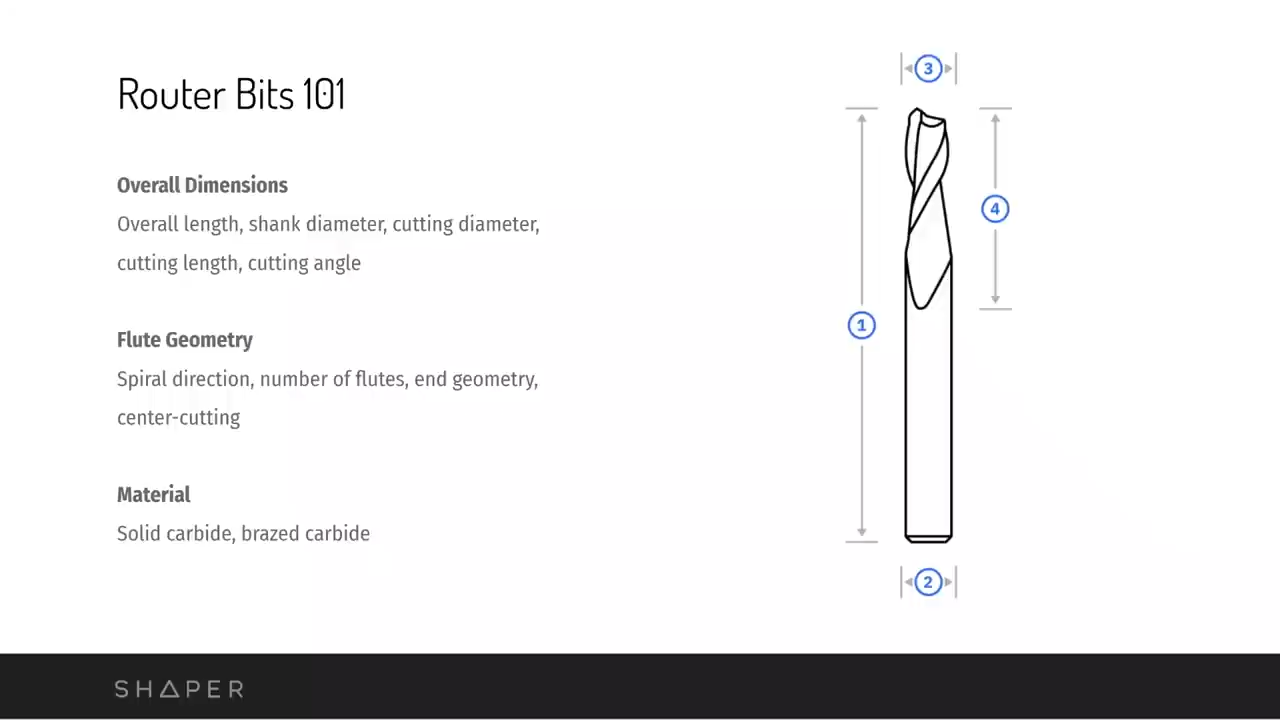 Router Bits 101
Overall Dimensions
Overall length, shank diameter, cutting diameter,
cutting length, cutting angle
Flute Geometry
Spiral direction, number of flutes, end geometry,
center-cutting
Material
Solid carbide, brazed carbide
3
4
1
2
SHAPER